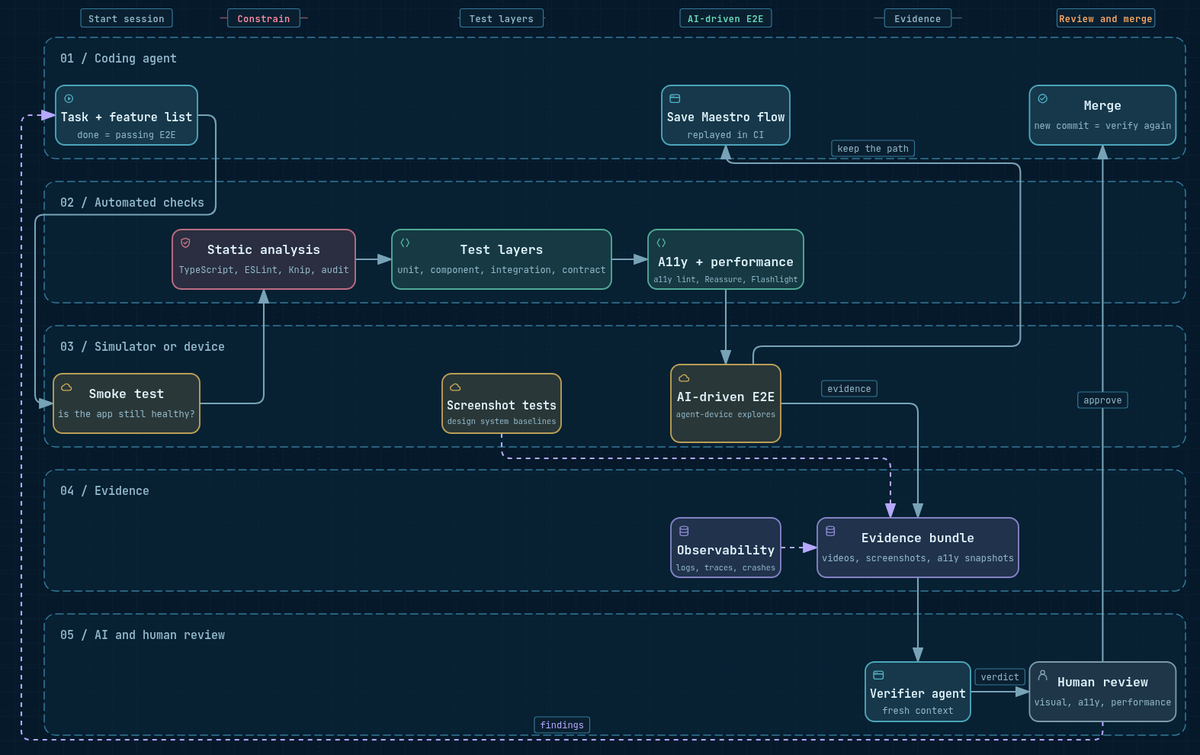 Start session
Constrain
Test layers
AI-driven E2E
Evidence
Review and merge
01 / Coding agent
Task + feature list
done = passing E2E
Save Maestro flow
replayed in CI
Merge
new commit = verify again
keep the path
02 / Automated checks
Static analysis
TypeScript, ESLint, Knip, audit
Test layers
unit, component, integration, contract
A11y + performance
a11y lint, Reassure, Flashlight
03 / Simulator or device
Smoke test
is the app still healthy?
Screenshot tests
design system baselines
AI-driven E2E
agent-device explores
evidence
approve
04 / Evidence
Observability
logs, traces, crashes
Evidence bundle
videos, screenshots, a11y snapshots
05 / AI and human review
Verifier agent
fresh context
verdict
Human review
visual, a11y, performance
findings